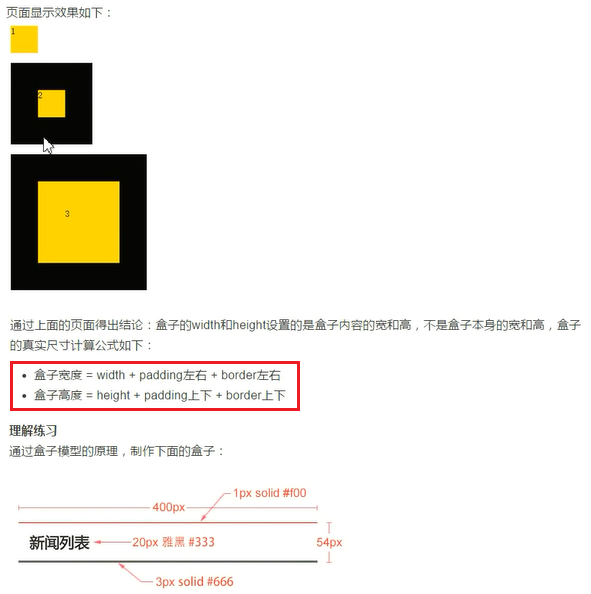 页面显示效果如下：
1
2
3
通过上面的页面得出结论：盒子的width和height设置的是盒子内容的宽和高，不是盒子本身的宽和高，盒子
的真实尺寸计算公式如下：
• 盒子宽度 = width + padding左右 + border左右
• 盒子高度 = height + padding上下 + border上下
理解练习
通过盒子模型的原理，制作下面的盒子：
1px solid #f00
400px
新闻列表
20px 雅黑 #333
54px
3px solid #666